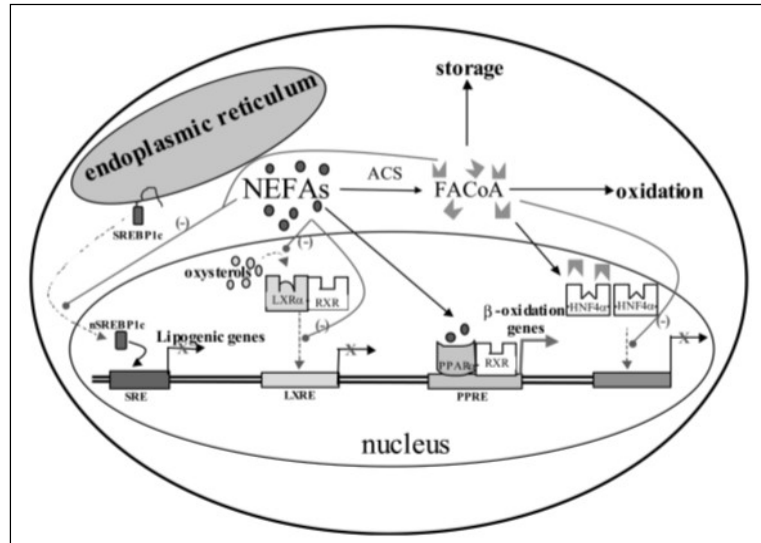 storage
endoplasmic reticulum
ACS
NEFAs
FACoA
oxidation
(-)
SREBP1c
(-)
oxysterols
LXRα
RXR
HNF4α
HNF4α
(-)
β-oxidation
genes
nSREBP1c
Lipogenic genes
(-)
X
X
X
PPARα
RXR
SRE
LXRE
PPRE
nucleus